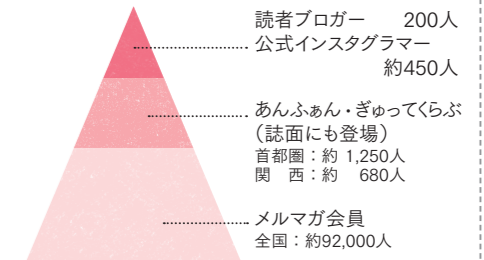 読者ブロガー　　200人
公式インスタグラマー
約450人
あんふぁん・ぎゅってくらぶ
（誌面にも登場）
首都圏：約 1,250人
関　西：約　680人
メルマガ会員
全国：約92,000人